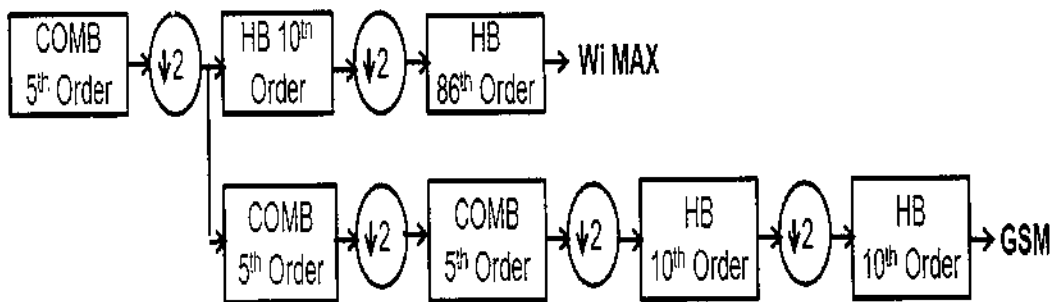 COMB
5th Order
↓2
HB 10th
Order
↓2
HB
86th Order
Wi MAX
COMB
5th Order
↓2
COMB
5th Order
↓2
HB
10th Order
↓2
HB
10th Order
GSM